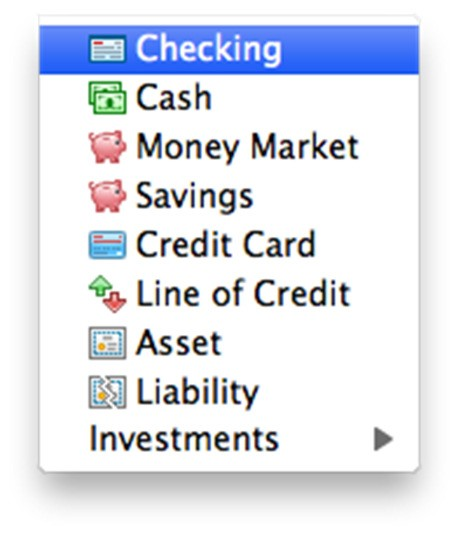 Checking
Cash
Money Market
Savings
Credit Card
Line of Credit
Asset
Liability
Investments